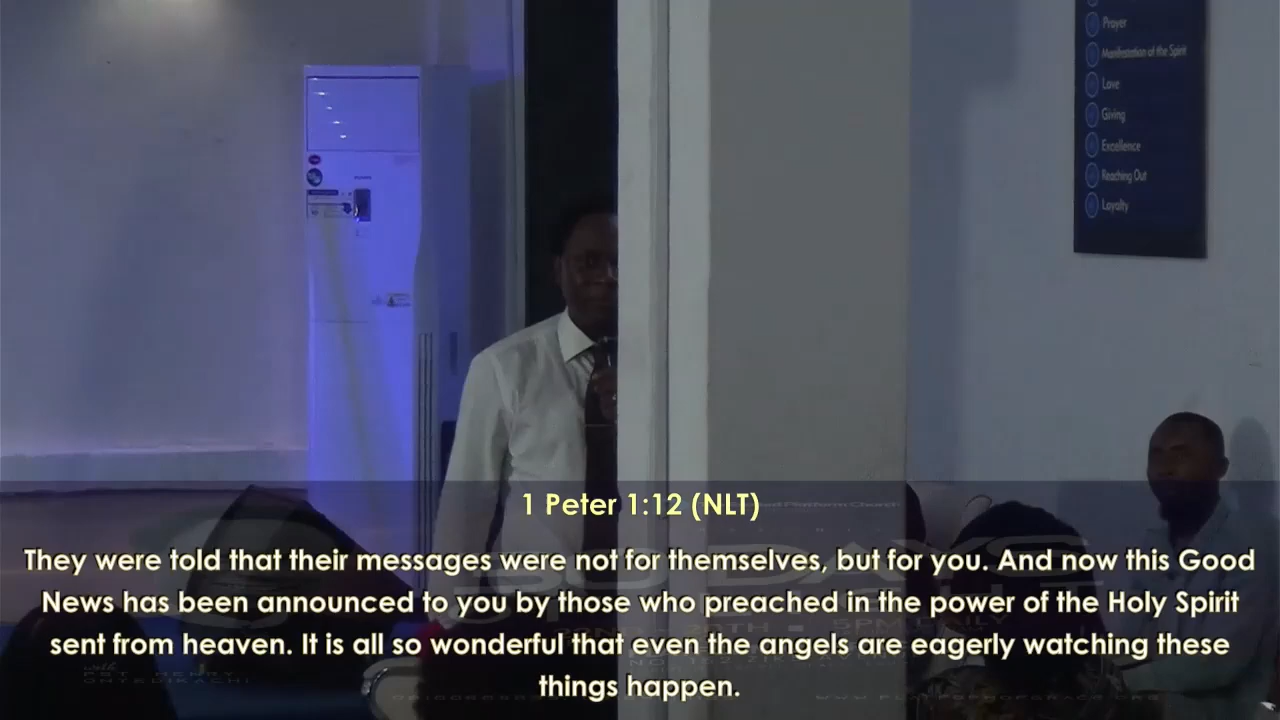 Prayer
Manifestation of the Spirit
Love
Giving
Excellence
Reaching Out
Loyalty
1 Peter 1:12 (NLT)
They were told that their messages were not for themselves, but for you. And now this Good
News has been announced to you by those who preached in the power of the Holy Spirit
sent from heaven. It is all so wonderful that even the angels are eagerly watching these
things happen.